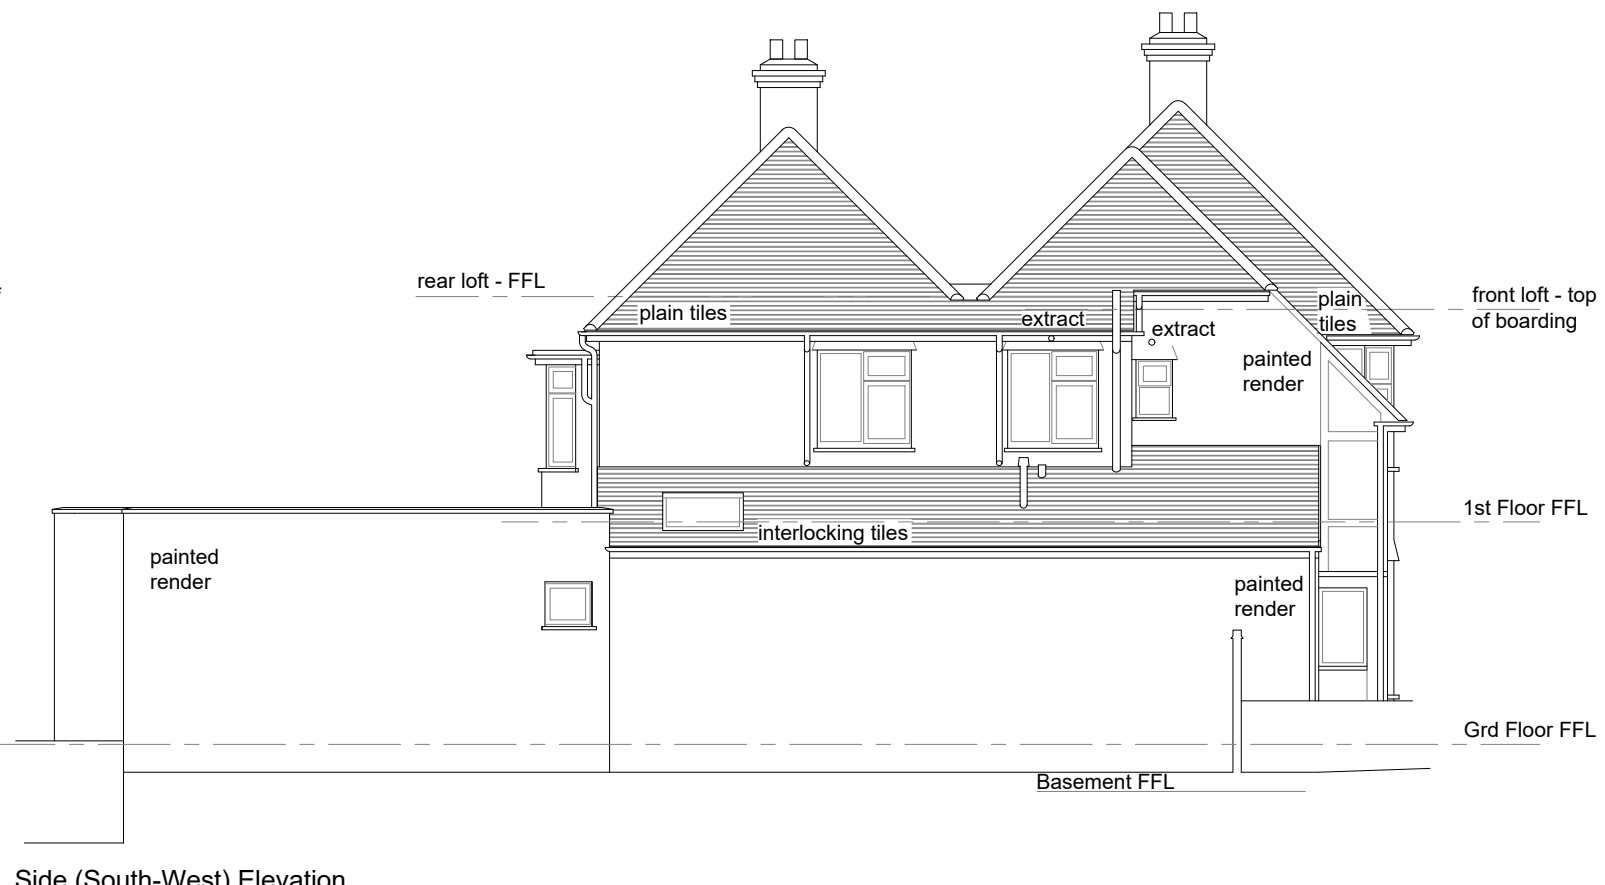 rear loft - FFL
plain tiles
extract
extract
plain
tiles
front loft - top
of boarding
painted
render
1st Floor FFL
interlocking tiles
painted
render
painted
render
Grd Floor FFL
Basement FFL
Side (South-West) Elevation